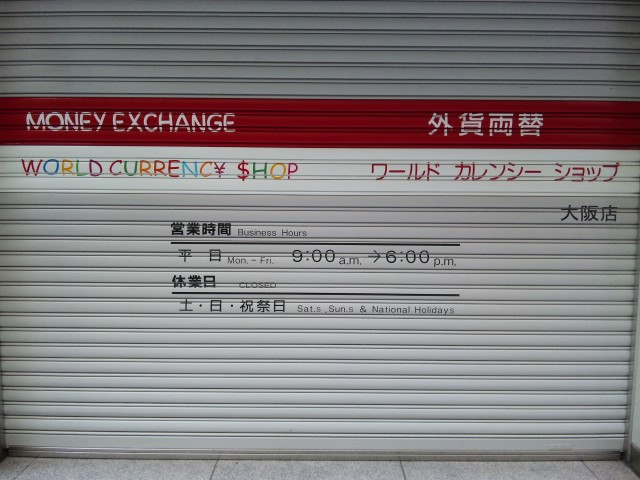 MONEY EXCHANGE 外貨両替
WORLD CURRENC¥ $HOP ワールド カレンシー ショップ
大阪店
営業時間 Business Hours
平 日 Mon. - Fri. 9:00 a.m. → 6:00 p.m.
休業日 CLOSED
土・日・祝祭日 Sat.s , Sun.s & National Holidays